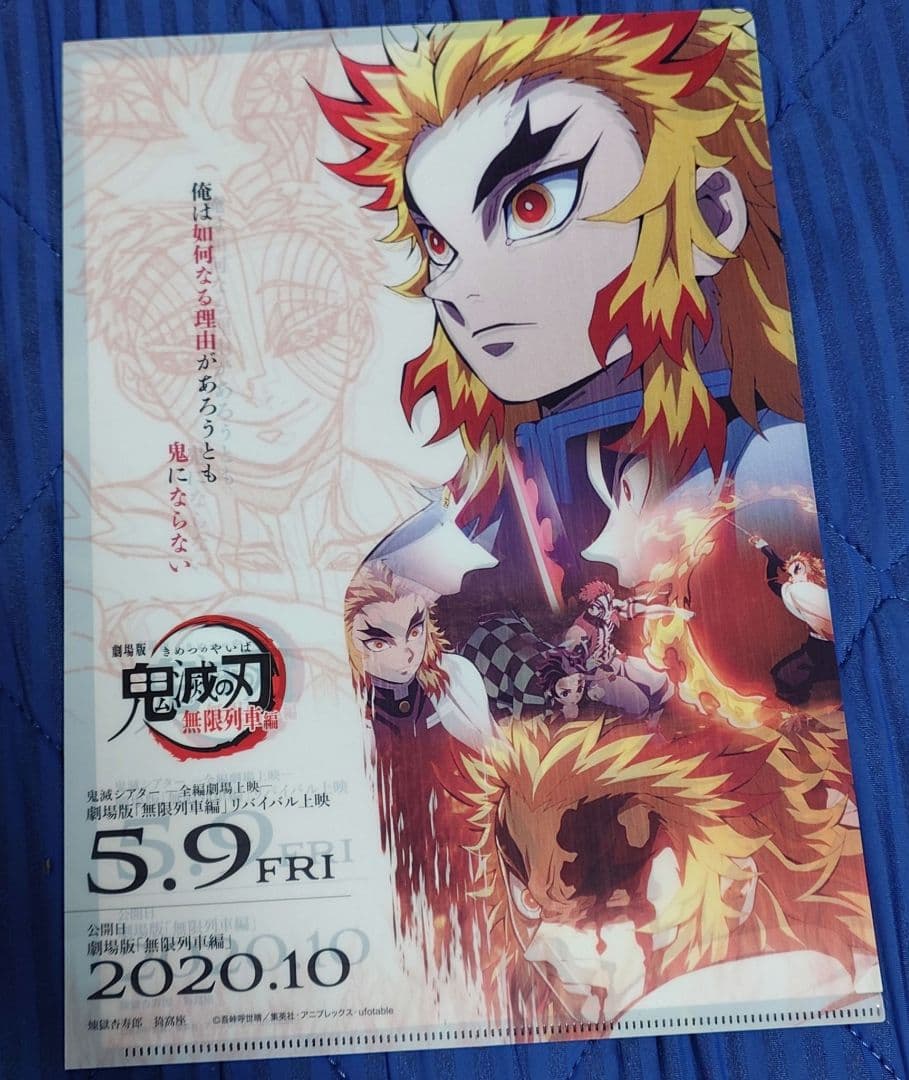 俺は如何なる理由があろうとも
鬼にならない
劇場版
きめつのやいば
鬼滅の刃
無限列車編
鬼滅シアター ―全編劇場上映―
劇場版「無限列車編」リバイバル上映
5.9 FRI
公開日
劇場版「無限列車編」
2020.10
煉獄杏寿郎 猗窩座
©吾峠呼世晴／集英社・アニプレックス・ufotable